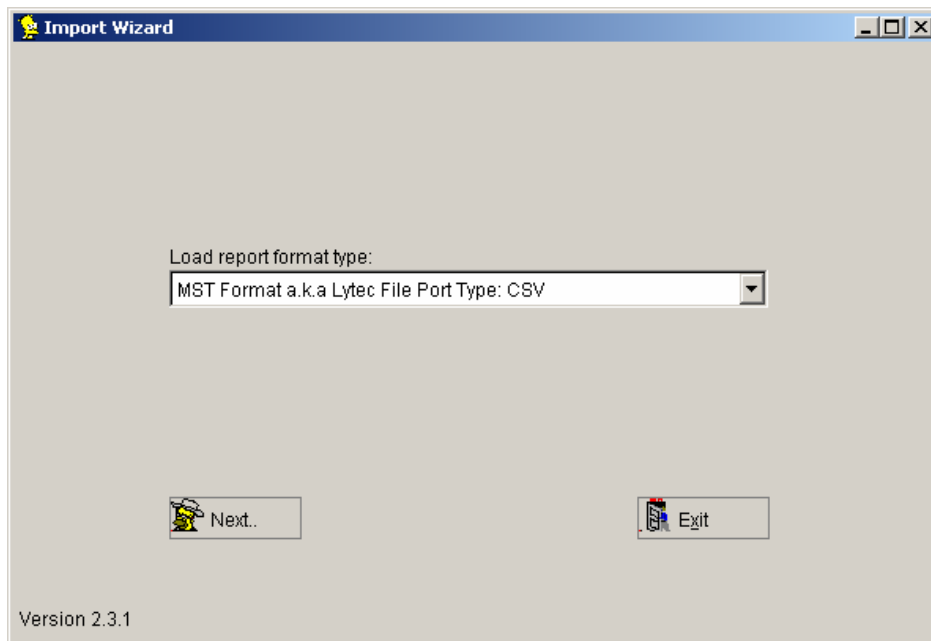 Import Wizard
Load report format type:
MST Format a.k.a Lytec File Port Type: CSV
Next..
Exit
Version 2.3.1